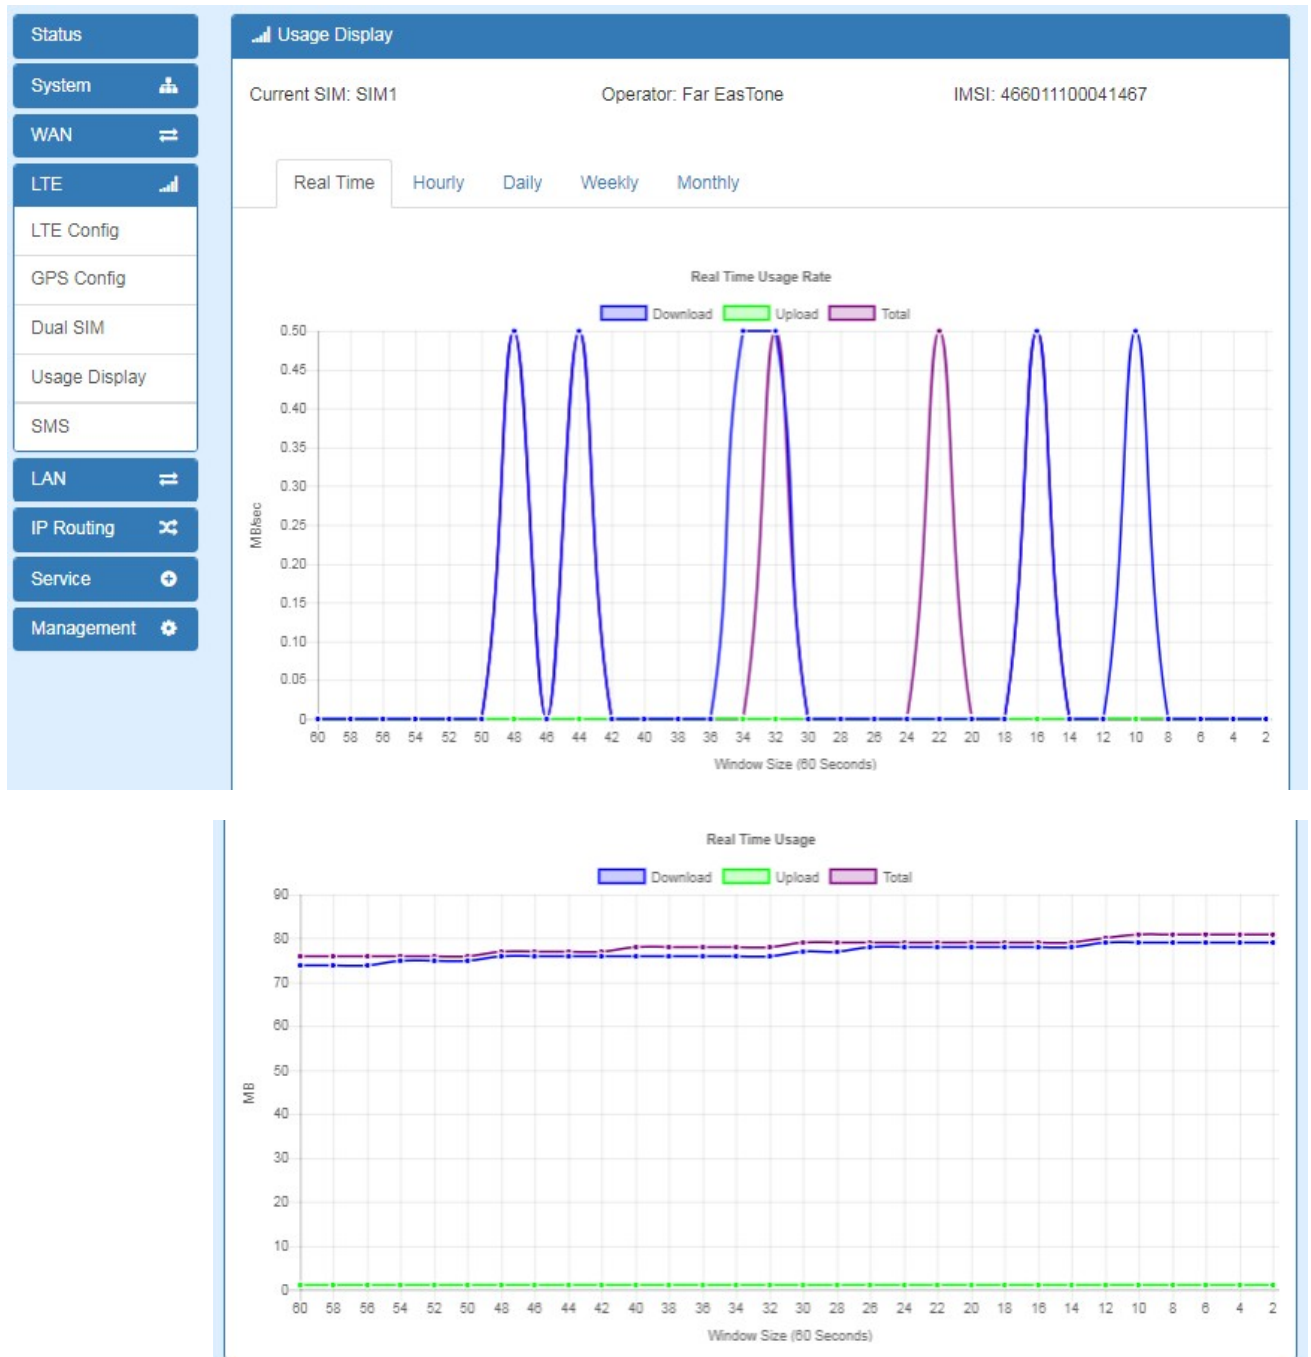 Status
System
WAN
LTE
LTE Config
GPS Config
Dual SIM
Usage Display
SMS
LAN
IP Routing
Service
Management
Usage Display
Current SIM: SIM1 Operator: Far EasTone IMSI: 466011100041467
Real Time Hourly Daily Weekly Monthly
Real Time Usage Rate
Download Upload Total
0.50
0.45
0.40
0.35
0.30
0.25
0.20
0.15
0.10
0.05
0
MB/sec
60 58 56 54 52 50 48 46 44 42 40 38 36 34 32 30 28 26 24 22 20 18 16 14 12 10 8 6 4 2
Window Size (60 Seconds)
Real Time Usage
Download Upload Total
90
80
70
60
50
40
30
20
10
0
MB
60 58 56 54 52 50 48 46 44 42 40 38 36 34 32 30 28 26 24 22 20 18 16 14 12 10 8 6 4 2
Window Size (60 Seconds)